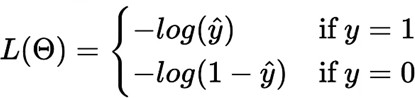 L(Θ) = { -log(ŷ) if y = 1
-log(1 - ŷ) if y = 0